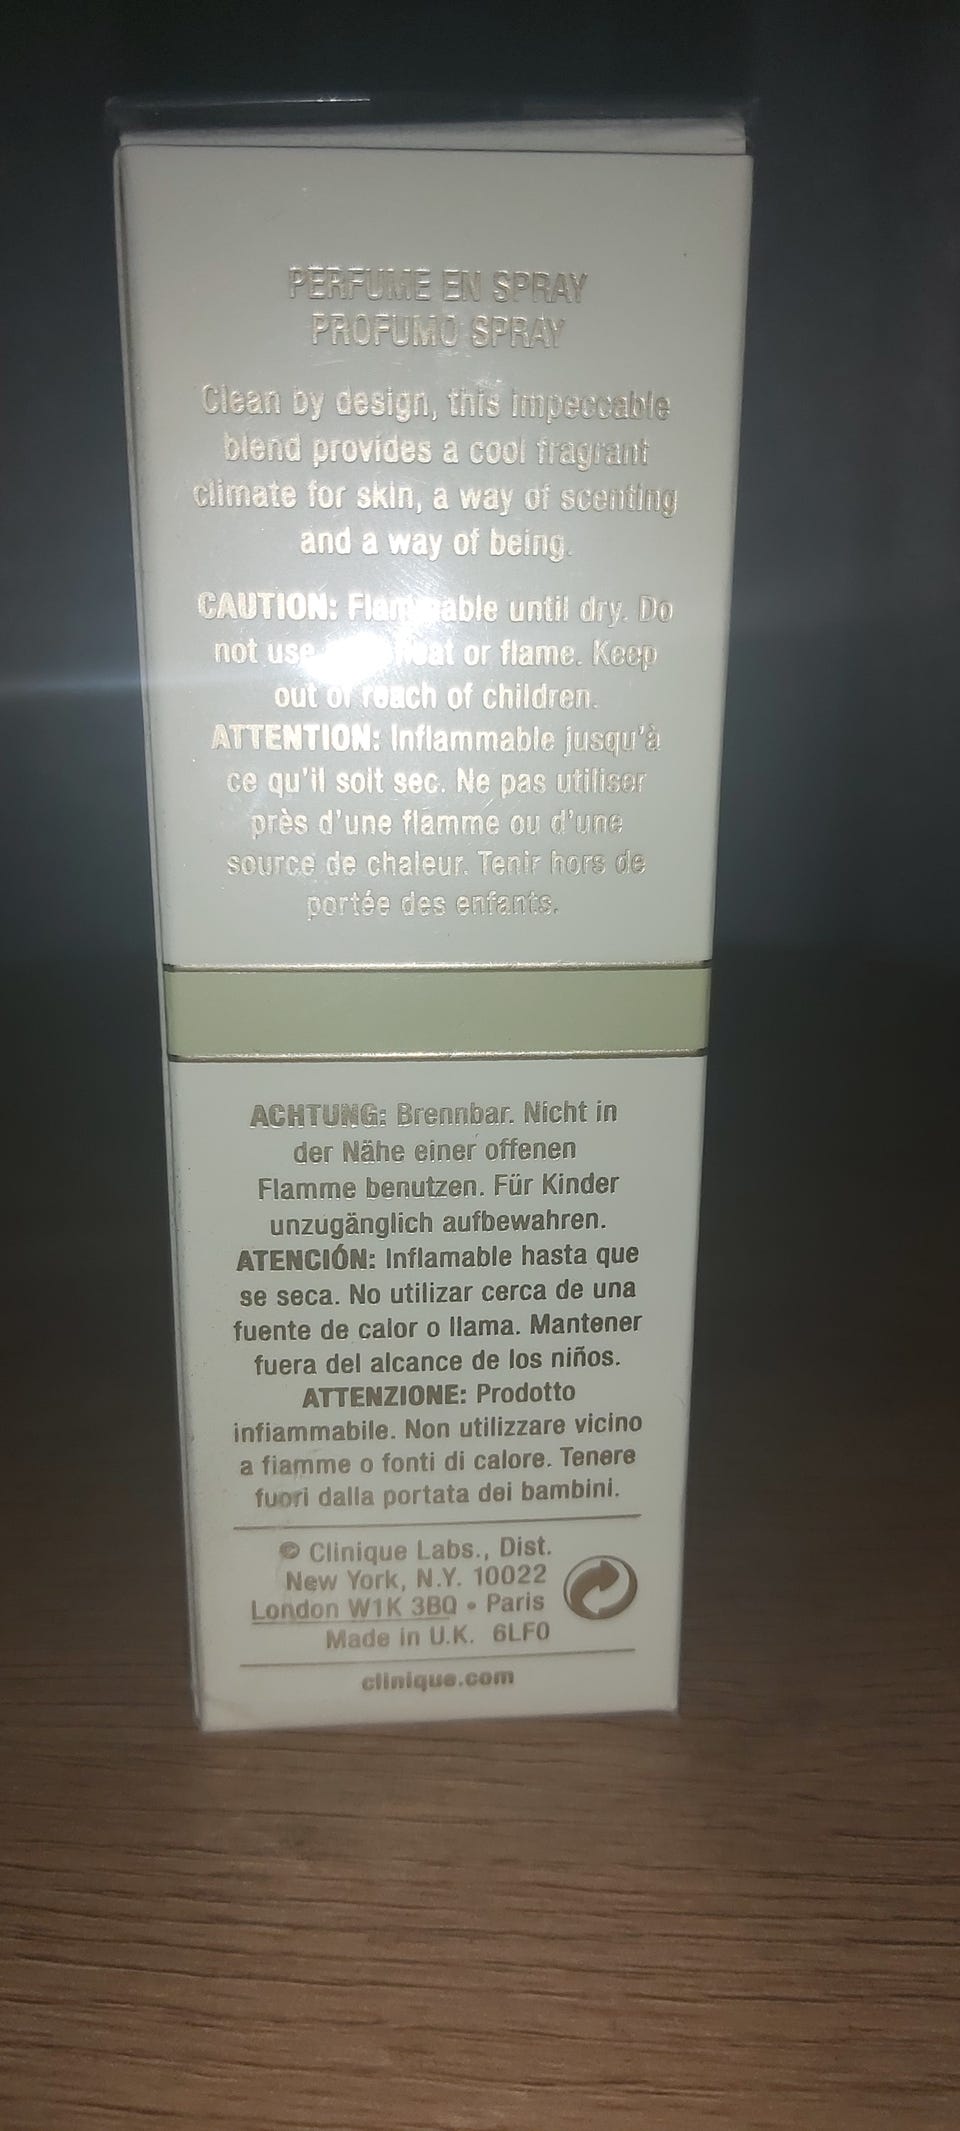 PERFUME EN SPRAY
PROFUMO SPRAY
Clean by design, this impeccable
blend provides a cool fragrant
climate for skin, a way of scenting
and a way of being.
CAUTION: Flammable until dry. Do
not use heat or flame. Keep
out of reach of children.
ATTENTION: Inflammable jusqu'à
ce qu'il soit sec. Ne pas utiliser
près d'une flamme ou d'une
source de chaleur. Tenir hors de
portée des enfants.
ACHTUNG: Brennbar. Nicht in
der Nähe einer offenen
Flamme benutzen. Für Kinder
unzugänglich aufbewahren.
ATENCIÓN: Inflamable hasta que
se seca. No utilizar cerca de una
fuente de calor o llama. Mantener
fuera del alcance de los niños.
ATTENZIONE: Prodotto
infiammabile. Non utilizzare vicino
a fiamme o fonti di calore. Tenere
fuori dalla portata dei bambini.
© Clinique Labs., Dist.
New York, N.Y. 10022
London W1K 3BQ • Paris
Made in U.K. 6LF0
clinique.com